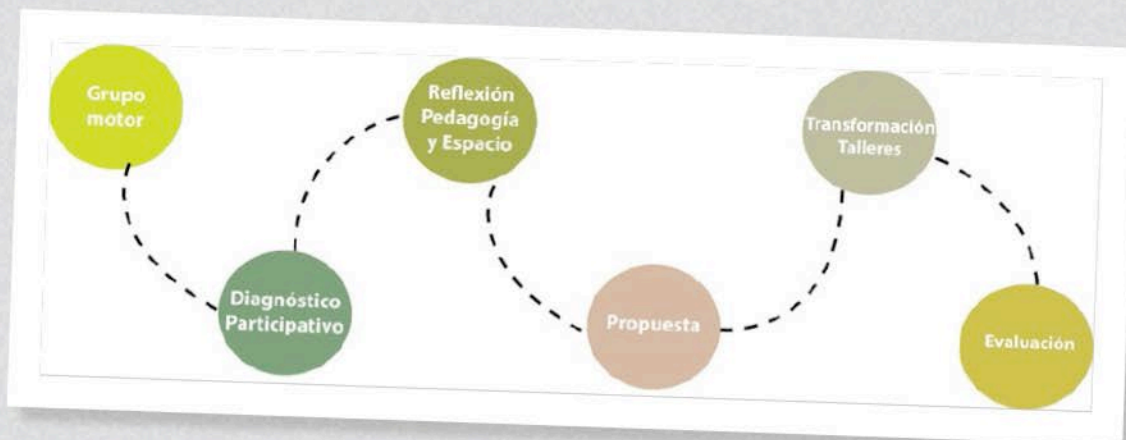 Grupo
motor
Diagnóstico
Participativo
Reflexión
Pedagogía
y Espacio
Propuesta
Transformación
Talleres
Evaluación